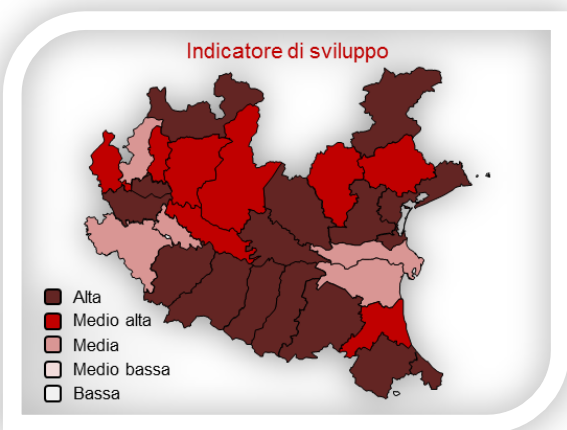 Indicatore di sviluppo
Alta
Medio alta
Media
Medio bassa
Bassa